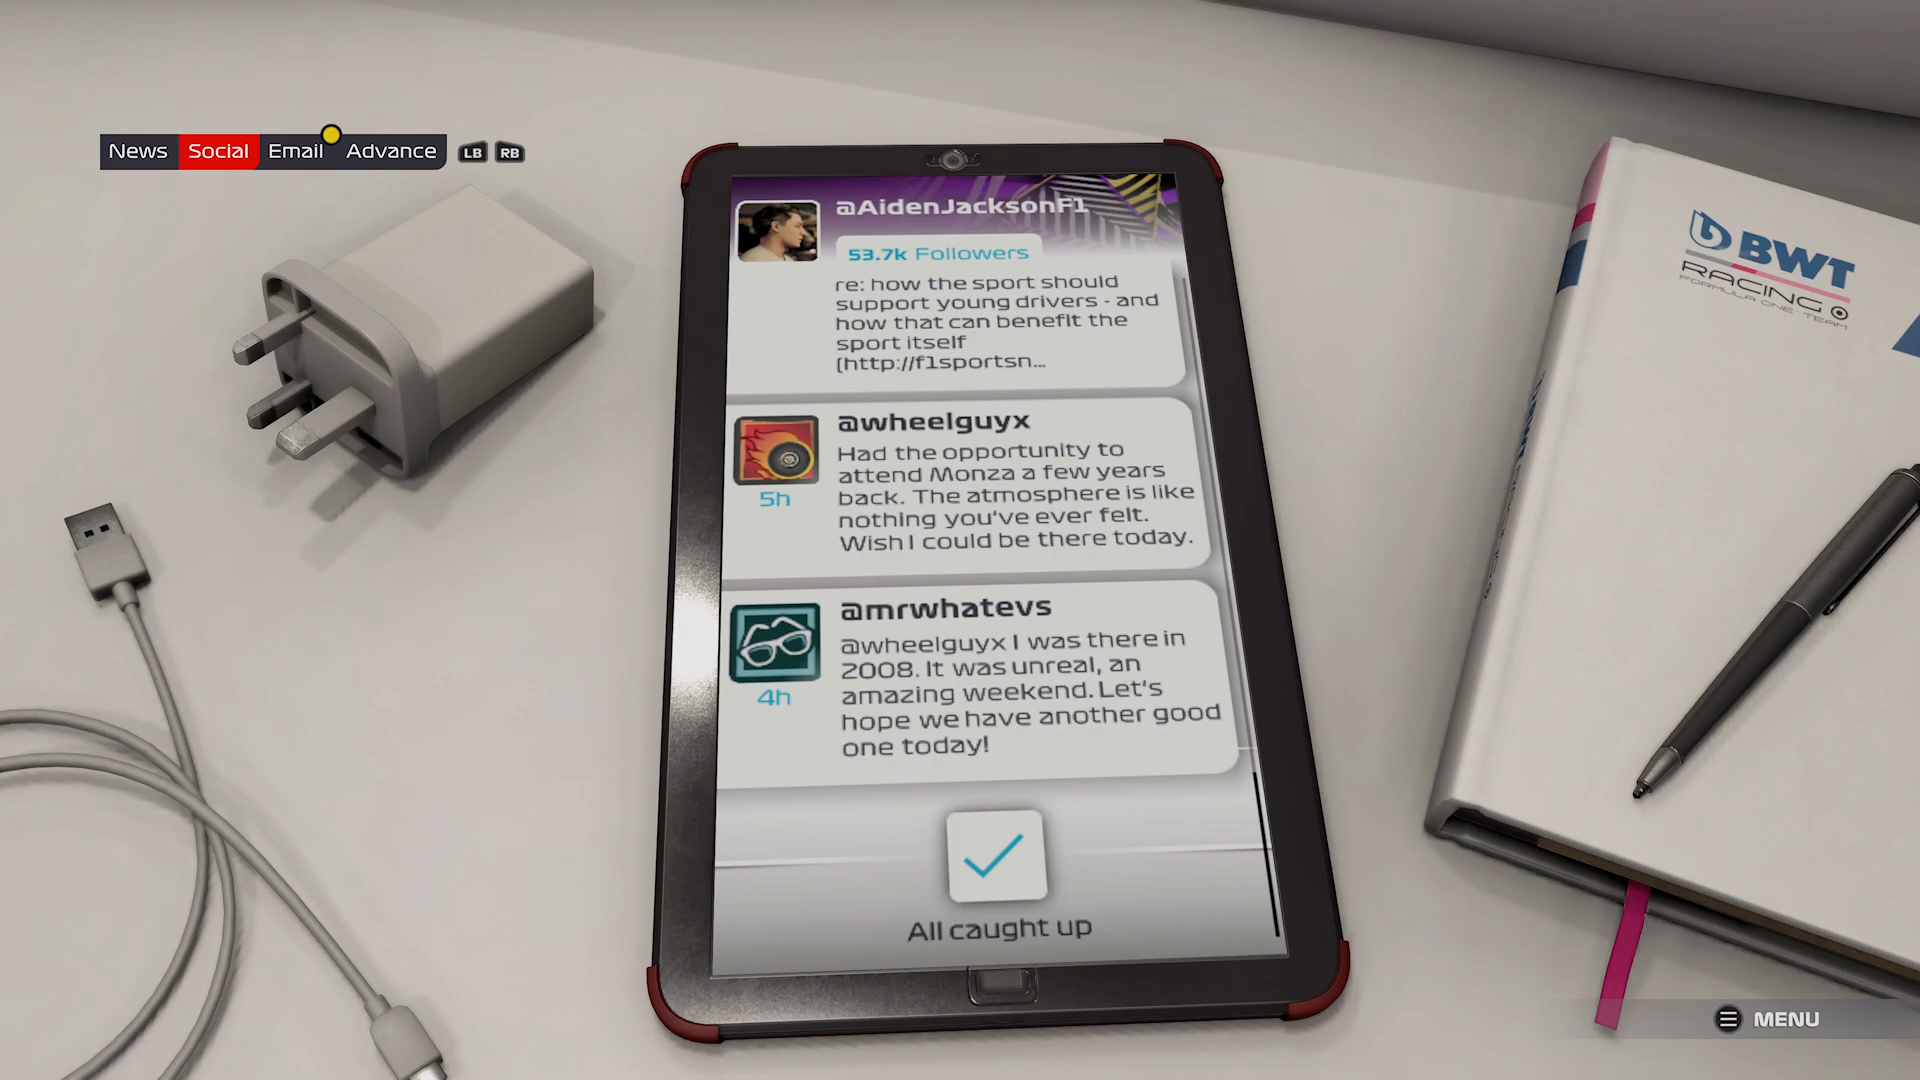 News Social Email Advance LB RB
@AidenJacksonF1
53.7k Followers
re: how the sport should
support young drivers - and
how that can benefit the
sport itself
(http://f1sportsn...
@wheelguyx
5h
Had the opportunity to
attend Monza a few years
back. The atmosphere is like
nothing you've ever felt.
Wish I could be there today.
@mrwhatevs
4h
@wheelguyx I was there in
2008. It was unreal, an
amazing weekend. Let's
hope we have another good
one today!
All caught up
BWT
RACING
FORMULA ONE TEAM
MENU